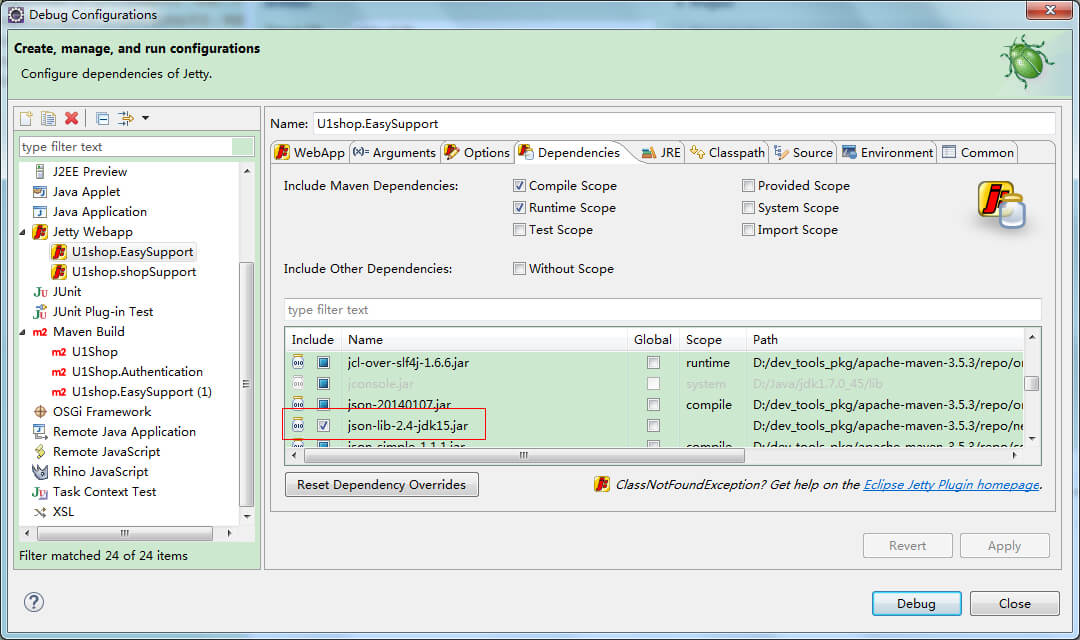 Debug Configurations
Create, manage, and run configurations
Configure dependencies of Jetty.
type filter text
J2EE Preview
Java Applet
Java Application
Jetty Webapp
U1shop.EasySupport
U1shop.shopSupport
JUnit
JUnit Plug-in Test
Maven Build
U1Shop
U1Shop.Authentication
U1shop.EasySupport (1)
OSGi Framework
Remote Java Application
Remote JavaScript
Rhino JavaScript
Task Context Test
XSL
Filter matched 24 of 24 items
Name: U1shop.EasySupport
WebApp Arguments Options Dependencies JRE Classpath Source Environment Common
Include Maven Dependencies: Compile Scope Provided Scope
Runtime Scope System Scope
Test Scope Import Scope
Include Other Dependencies: Without Scope
type filter text
Include Name Global Scope Path
jcl-over-slf4j-1.6.6.jar runtime D:/dev_tools_pkg/apache-maven-3.5.3/repo/or
jconsole.jar system D:/Java/jdk1.7.0_45/lib
json-20140107.jar compile D:/dev_tools_pkg/apache-maven-3.5.3/repo/or
json-lib-2.4-jdk15.jar D:/dev_tools_pkg/apache-maven-3.5.3/repo/ne
json-simple-1.1.1.jar compile D:/dev_tools_pkg/apache-maven-3.5.3/repo/co
Reset Dependency Overrides ClassNotFoundException? Get help on the Eclipse Jetty Plugin homepage.
Revert Apply
Debug Close